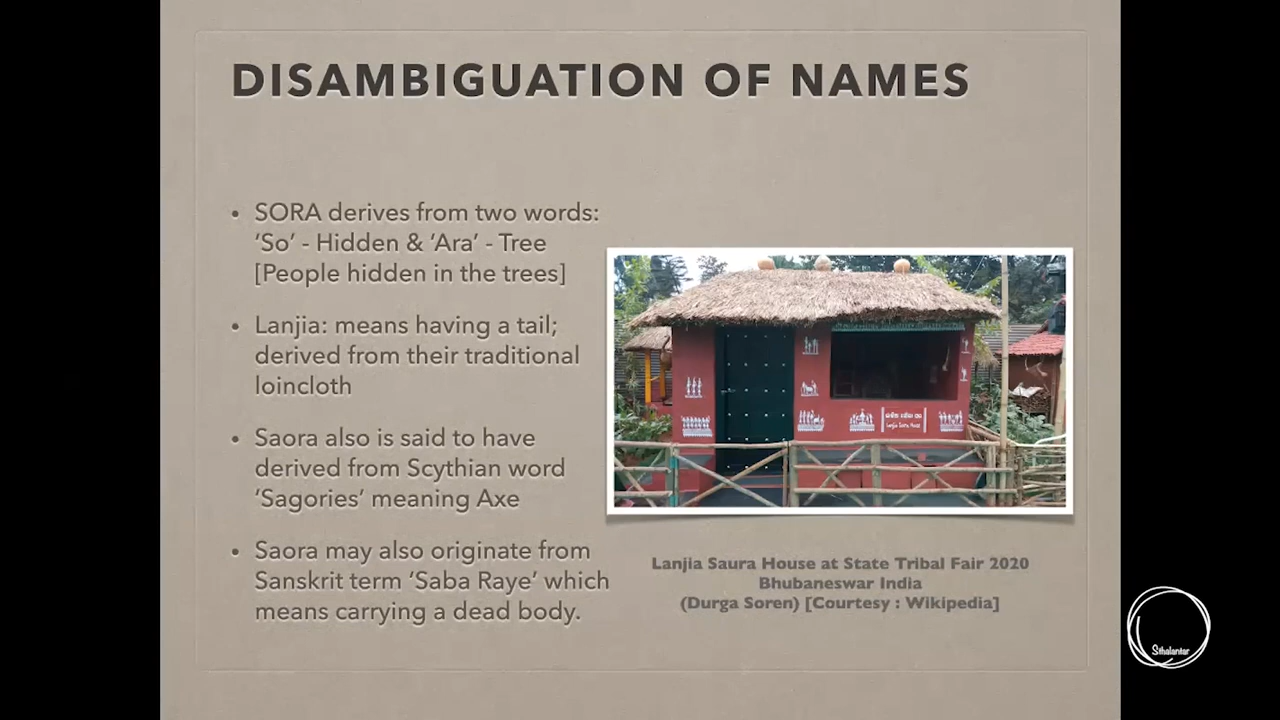 DISAMBIGUATION OF NAMES
• SORA derives from two words:
‘So’ - Hidden & ‘Ara’ - Tree
[People hidden in the trees]
• Lanjia: means having a tail;
derived from their traditional
loincloth
• Saora also is said to have
derived from Scythian word
‘Sagories’ meaning Axe
• Saora may also originate from
Sanskrit term ‘Saba Raye’ which
means carrying a dead body.
Lanjia Saura House at State Tribal Fair 2020
Bhubaneswar India
(Durga Soren) [Courtesy : Wikipedia]
Sthalantar